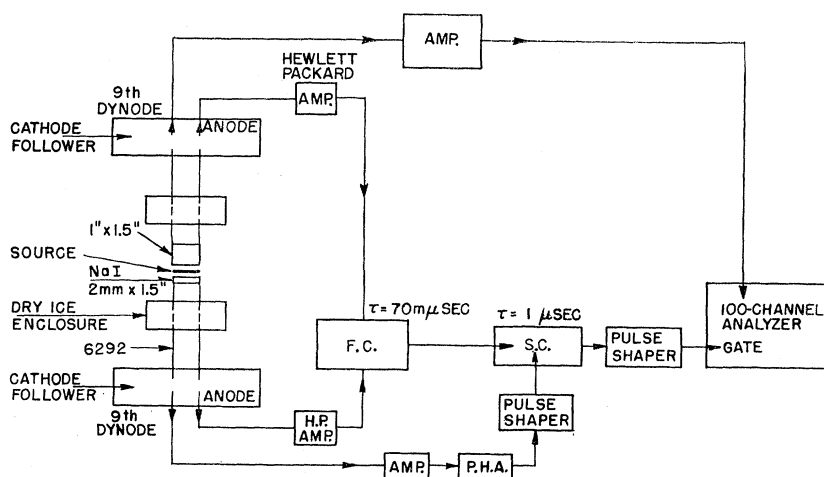 AMP.
HEWLETT
PACKARD
AMP.
9th
DYNODE
ANODE
CATHODE
FOLLOWER
1" x 1.5"
SOURCE
NaI
2mm x 1.5"
DRY ICE
ENCLOSURE
6292
CATHODE
FOLLOWER
ANODE
9th
DYNODE
H.P.
AMP.
τ = 70mμSEC
F.C.
τ = 1 μSEC
S.C.
PULSE
SHAPER
100-CHANNEL
ANALYZER
GATE
PULSE
SHAPER
AMP.
P.H.A.